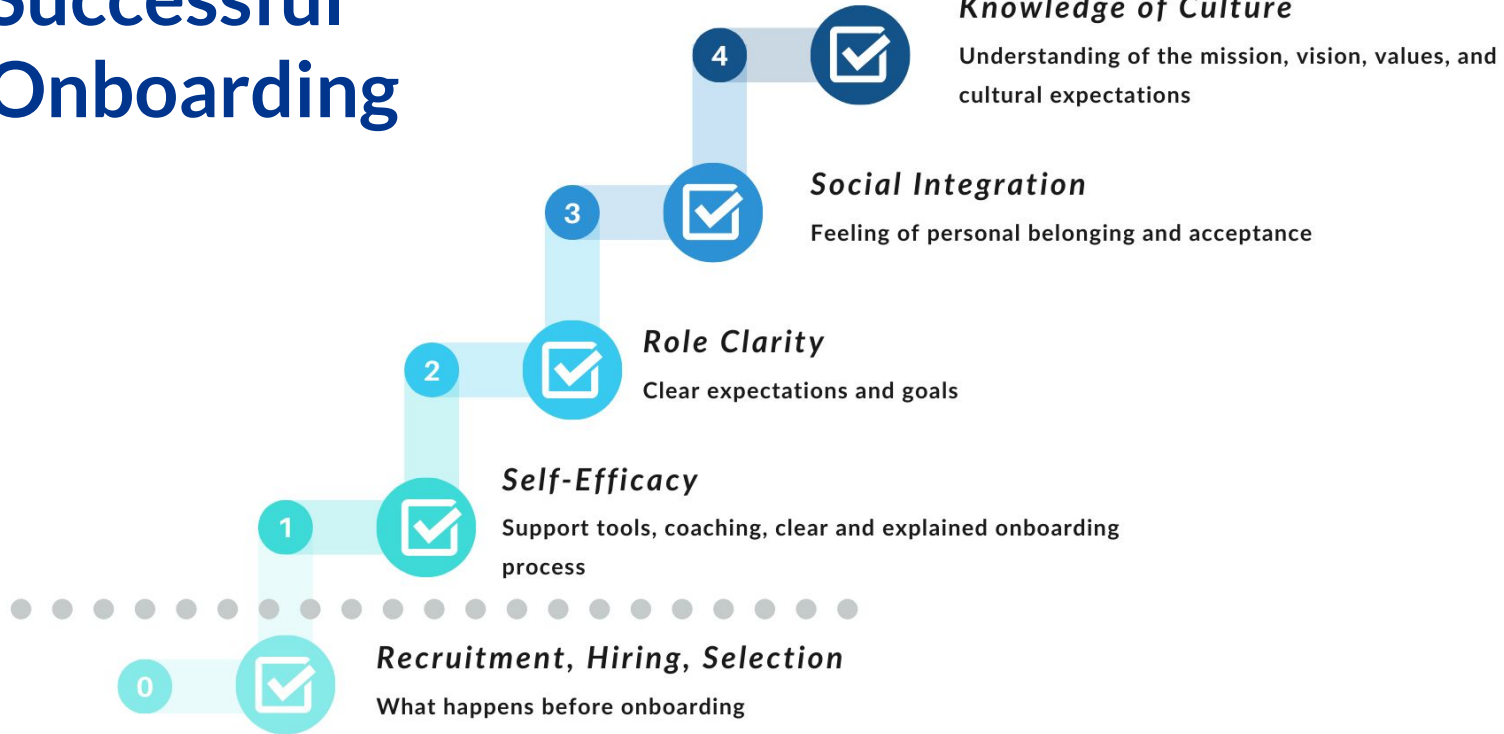 Successful
Onboarding
4
Knowledge of Culture
Understanding of the mission, vision, values, and
cultural expectations
3
Social Integration
Feeling of personal belonging and acceptance
2
Role Clarity
Clear expectations and goals
1
Self-Efficacy
Support tools, coaching, clear and explained onboarding
process
0
Recruitment, Hiring, Selection
What happens before onboarding